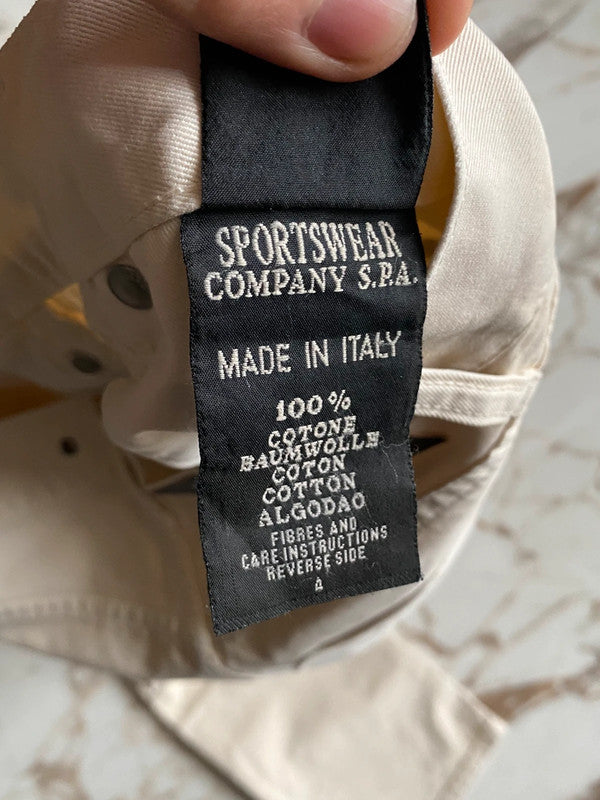 SPORTSWEAR
COMPANY S.P.A.
MADE IN ITALY
100%
COTONE
BAUMWOLLE
COTON
COTTON
ALGODAO
FIBRES AND
CARE INSTRUCTIONS
REVERSE SIDE
4